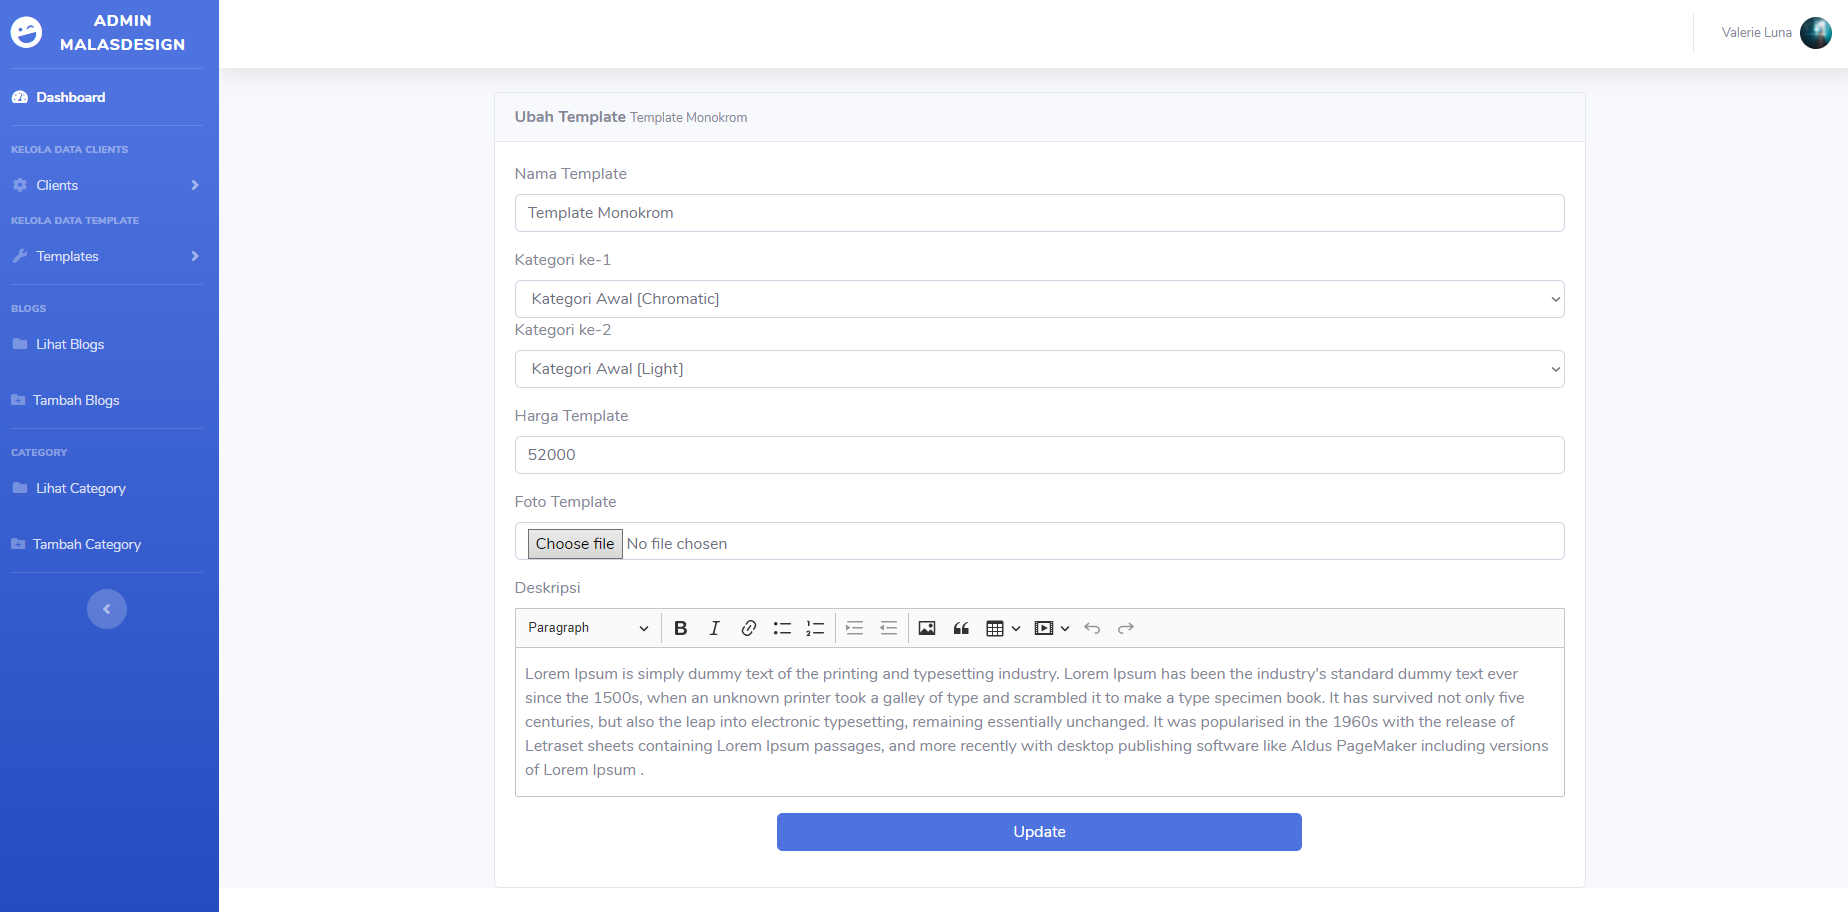 ADMIN
MALASDESIGN
Dashboard
KELOLA DATA CLIENTS
Clients
KELOLA DATA TEMPLATE
Templates
BLOGS
Lihat Blogs
Tambah Blogs
CATEGORY
Lihat Category
Tambah Category
Valerie Luna
Ubah Template Template Monokrom
Nama Template
Template Monokrom
Kategori ke-1
Kategori Awal [Chromatic]
Kategori ke-2
Kategori Awal [Light]
Harga Template
52000
Foto Template
Choose file No file chosen
Deskripsi
Paragraph
Lorem Ipsum is simply dummy text of the printing and typesetting industry. Lorem Ipsum has been the industry's standard dummy text ever
since the 1500s, when an unknown printer took a galley of type and scrambled it to make a type specimen book. It has survived not only five
centuries, but also the leap into electronic typesetting, remaining essentially unchanged. It was popularised in the 1960s with the release of
Letraset sheets containing Lorem Ipsum passages, and more recently with desktop publishing software like Aldus PageMaker including versions
of Lorem Ipsum .
Update